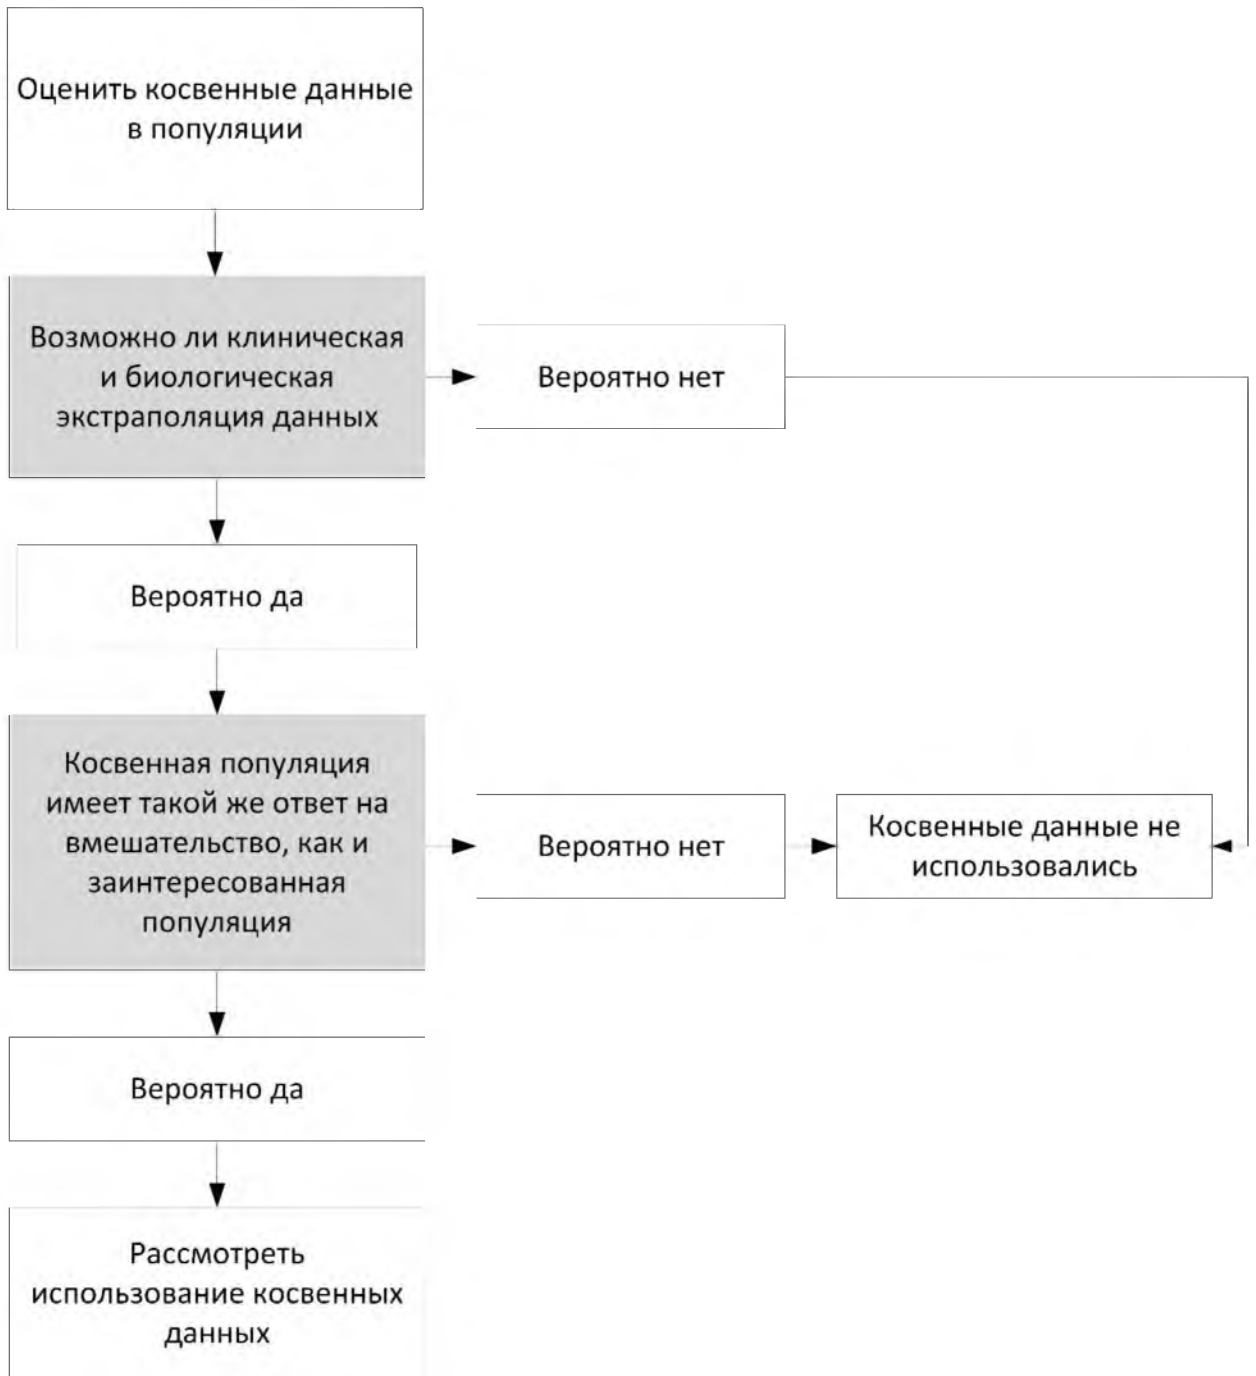 Оценить косвенные данные
в популяции
Возможно ли клиническая
и биологическая
экстраполяция данных
Вероятно нет
Вероятно да
Косвенная популяция
имеет такой же ответ на
вмешательство, как и
заинтересованная
популяция
Вероятно нет
Косвенные данные не
использовались
Вероятно да
Рассмотреть
использование косвенных
данных